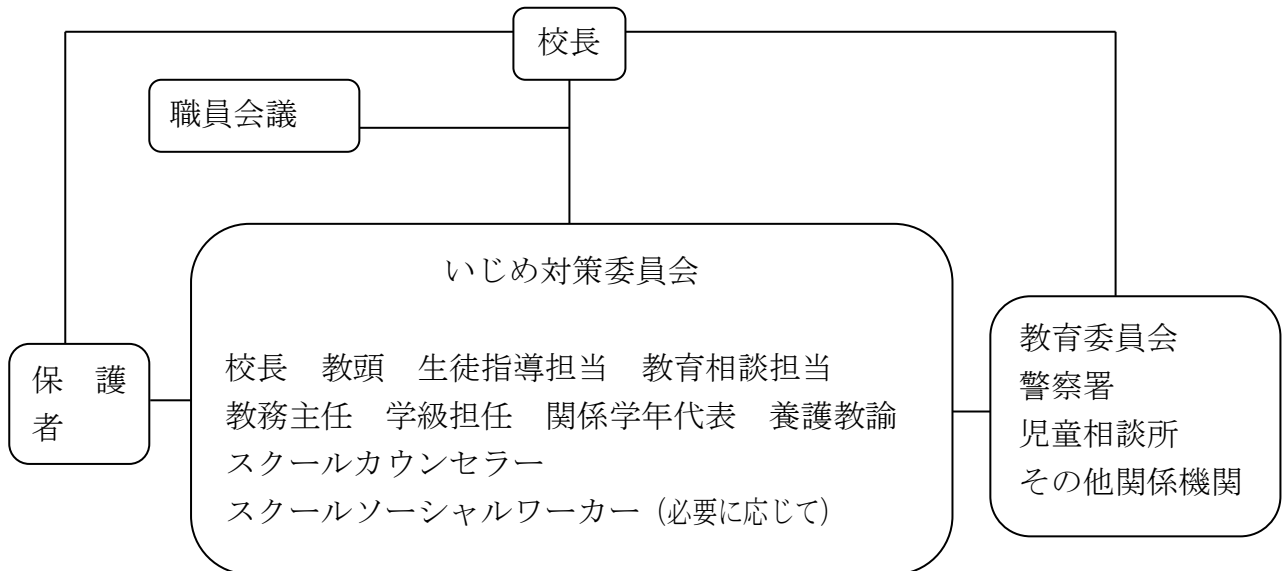 校長
職員会議
いじめ対策委員会
校長　教頭　生徒指導担当　教育相談担当
教務主任　学級担任　関係学年代表　養護教諭
スクールカウンセラー
スクールソーシャルワーカー（必要に応じて）
保　護
者
教育委員会
警察署
児童相談所
その他関係機関